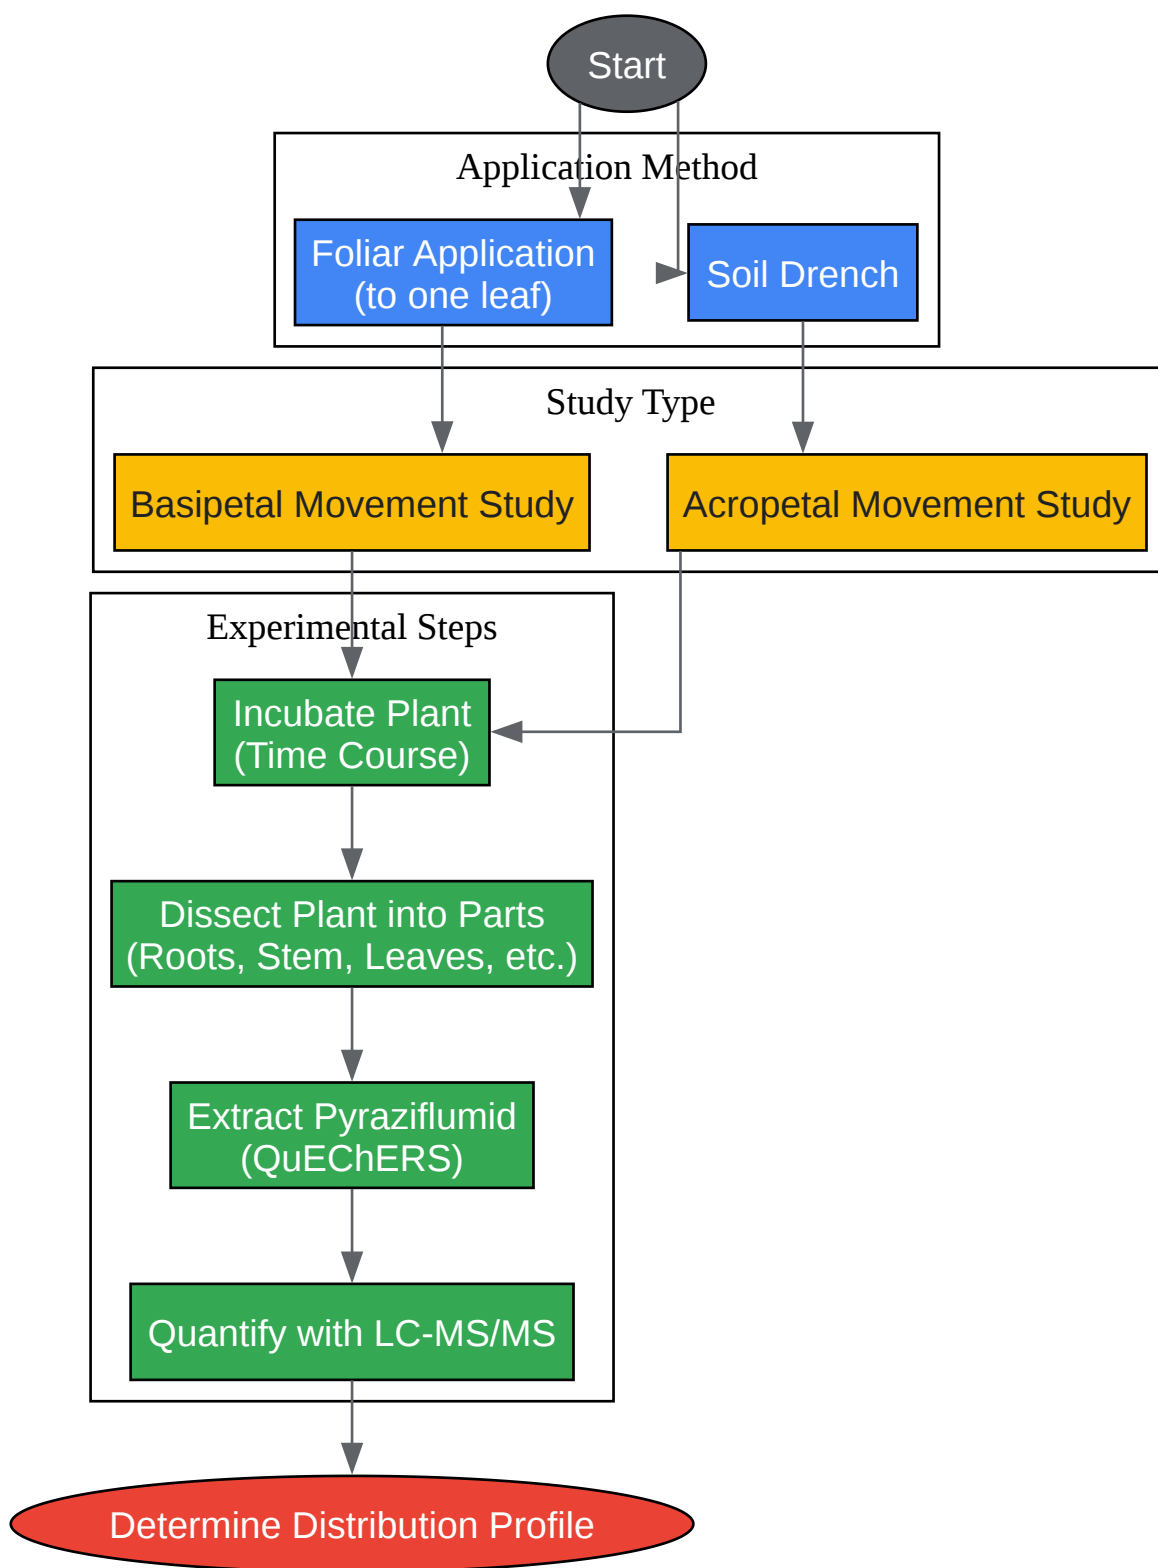 Start
Application Method
Foliar Application
(to one leaf)
Soil Drench
Study Type
Basipetal Movement Study
Acropetal Movement Study
Experimental Steps
Incubate Plant
(Time Course)
Dissect Plant into Parts
(Roots, Stem, Leaves, etc.)
Extract Pyraziflumid
(QuEChERS)
Quantify with LC-MS/MS
Determine Distribution Profile